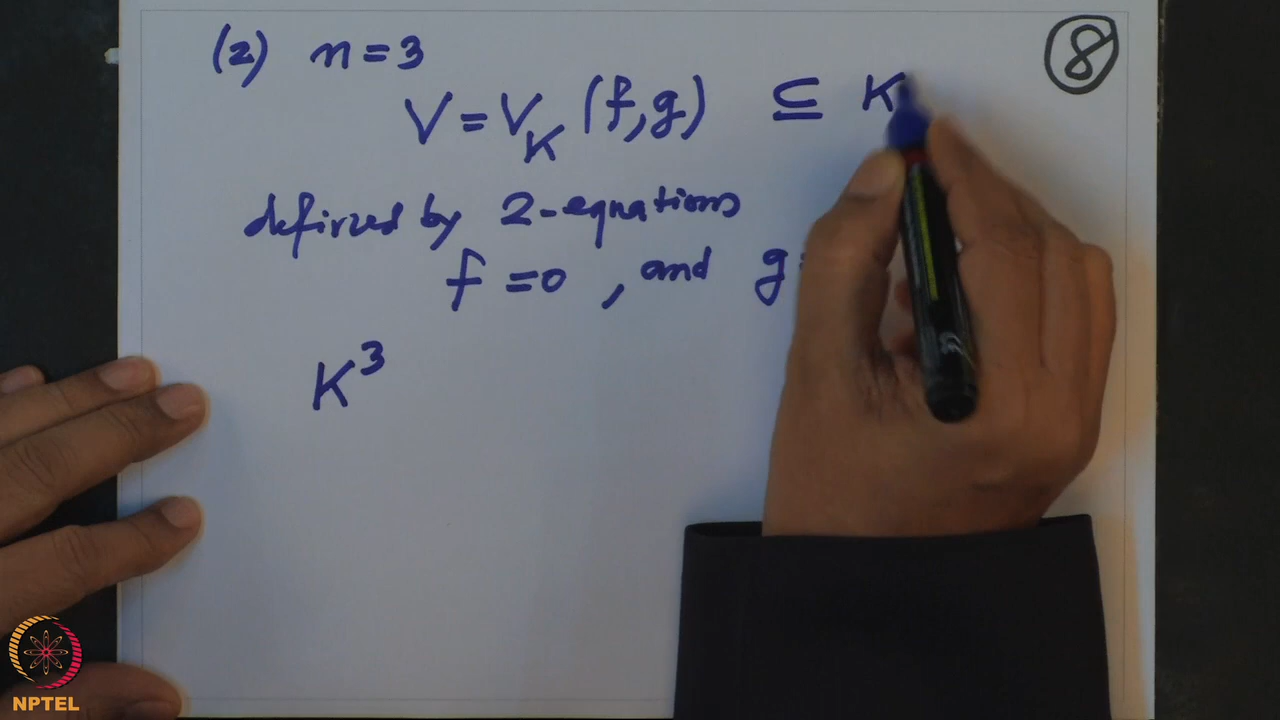 (2) n = 3
8
V = V_K (f, g) ⊆ K
defined by 2-equations
f = 0 , and g =
K^3
NPTEL